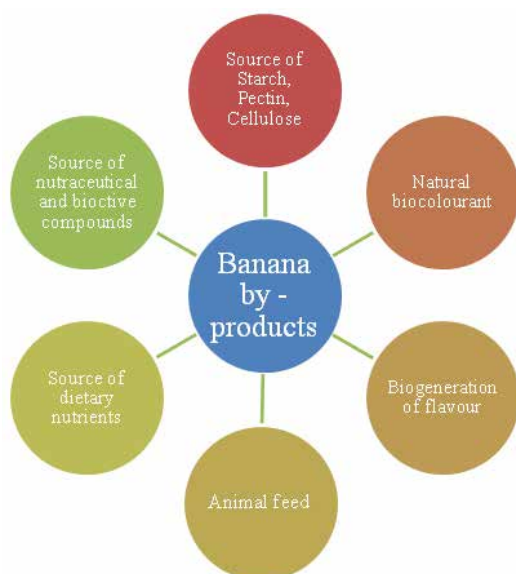 Source of
Starch,
Pectin,
Cellulose
Natural
biocolourant
Biogeneration
of flavour
Animal feed
Source of
dietary
nutrients
Source of
nutraceutical
and bioctive
compounds
Banana
by -
products